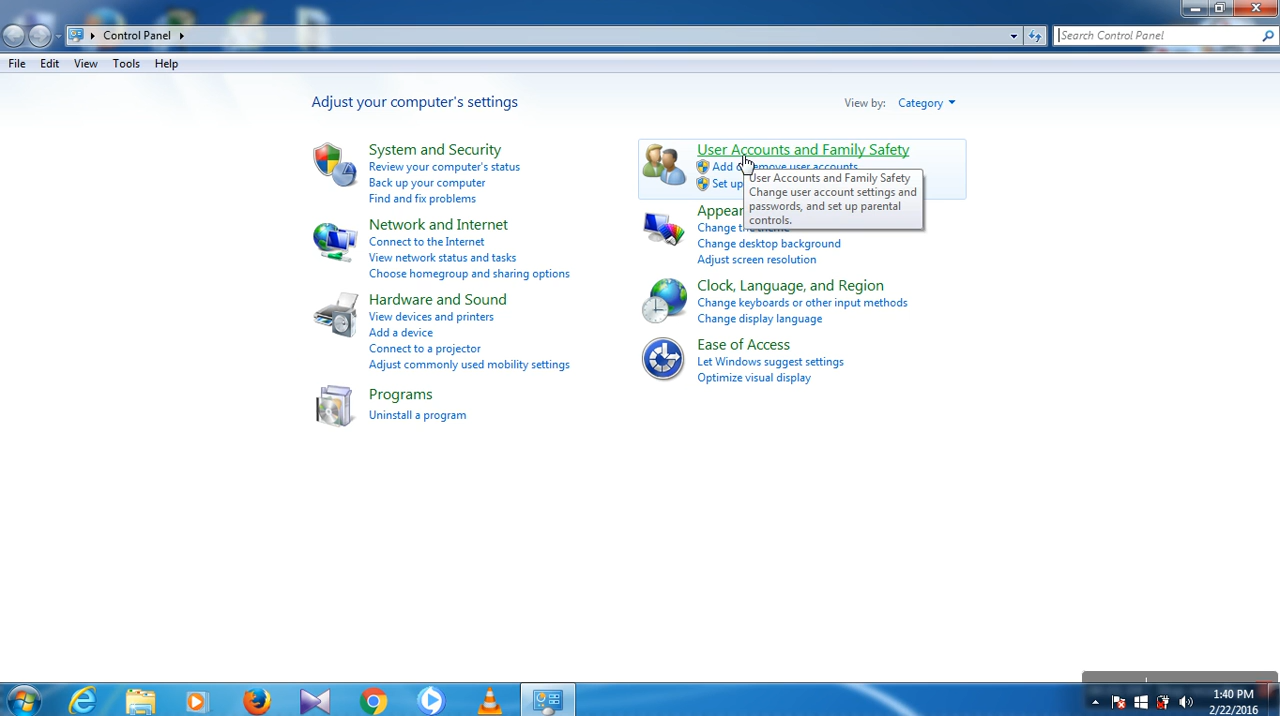 Control Panel
Search Control Panel
File Edit View Tools Help
Adjust your computer's settings
View by: Category
System and Security
Review your computer's status
Back up your computer
Find and fix problems
Network and Internet
Connect to the Internet
View network status and tasks
Choose homegroup and sharing options
Hardware and Sound
View devices and printers
Add a device
Connect to a projector
Adjust commonly used mobility settings
Programs
Uninstall a program
User Accounts and Family Safety
Add remove user accounts
Set up
User Accounts and Family Safety
Change user account settings and
passwords, and set up parental
controls.
Change the
Change desktop background
Adjust screen resolution
Clock, Language, and Region
Change keyboards or other input methods
Change display language
Ease of Access
Let Windows suggest settings
Optimize visual display
1:40 PM
2/22/2016